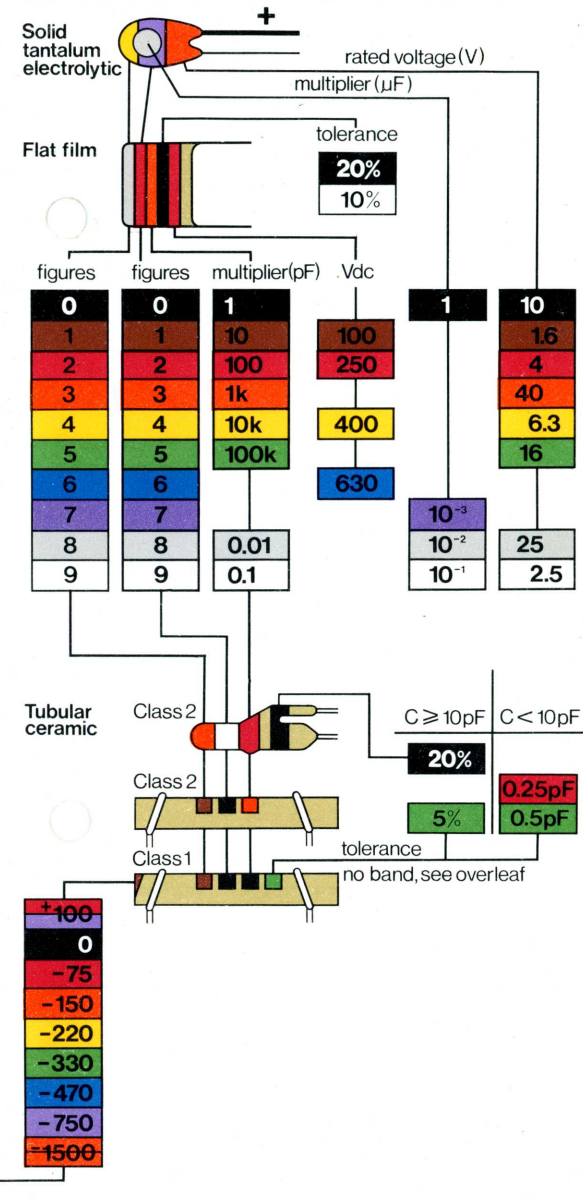 +
Solid
tantalum
electrolytic
rated voltage (V)
multiplier (µF)
Flat film
tolerance
20%
10%
figures figures multiplier(pF) Vdc
0 0 1 1 10
1 1 10 100 1.6
2 2 100 250 4
3 3 1k 40
4 4 10k 400 6.3
5 5 100k 16
6 6 630
7 7 10⁻³
8 8 0.01 10⁻² 25
9 9 0.1 10⁻¹ 2.5
Tubular
ceramic
Class 2
C ⩾ 10pF C < 10pF
20%
Class 2
0.25pF
5% 0.5pF
tolerance
Class 1
no band, see overleaf
+100
0
-75
-150
-220
-330
-470
-750
-1500